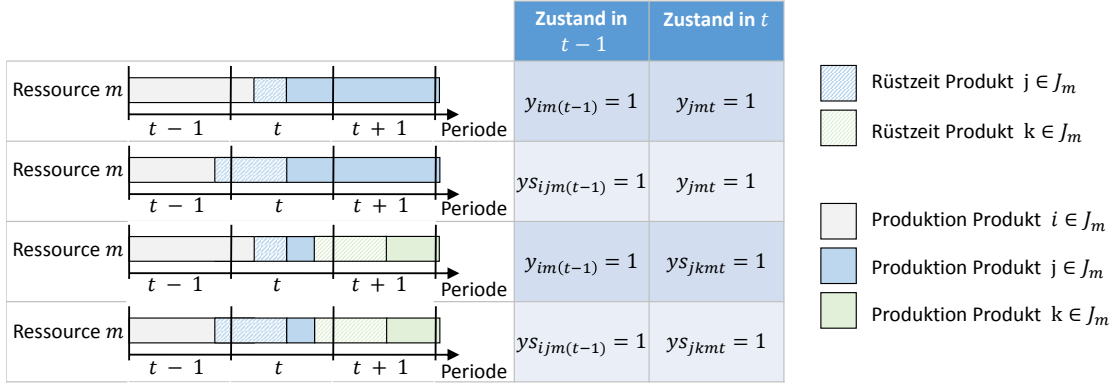 Zustand in
t − 1
Zustand in t
Ressource m
t − 1 t t + 1 Periode
y_{im(t−1)} = 1
y_{jmt} = 1
Ressource m
t − 1 t t + 1 Periode
ys_{ijm(t−1)} = 1
y_{jmt} = 1
Ressource m
t − 1 t t + 1 Periode
y_{im(t−1)} = 1
ys_{jkmt} = 1
Ressource m
t − 1 t t + 1 Periode
ys_{ijm(t−1)} = 1
ys_{jkmt} = 1
Rüstzeit Produkt j ∈ J_m
Rüstzeit Produkt k ∈ J_m
Produktion Produkt i ∈ J_m
Produktion Produkt j ∈ J_m
Produktion Produkt k ∈ J_m